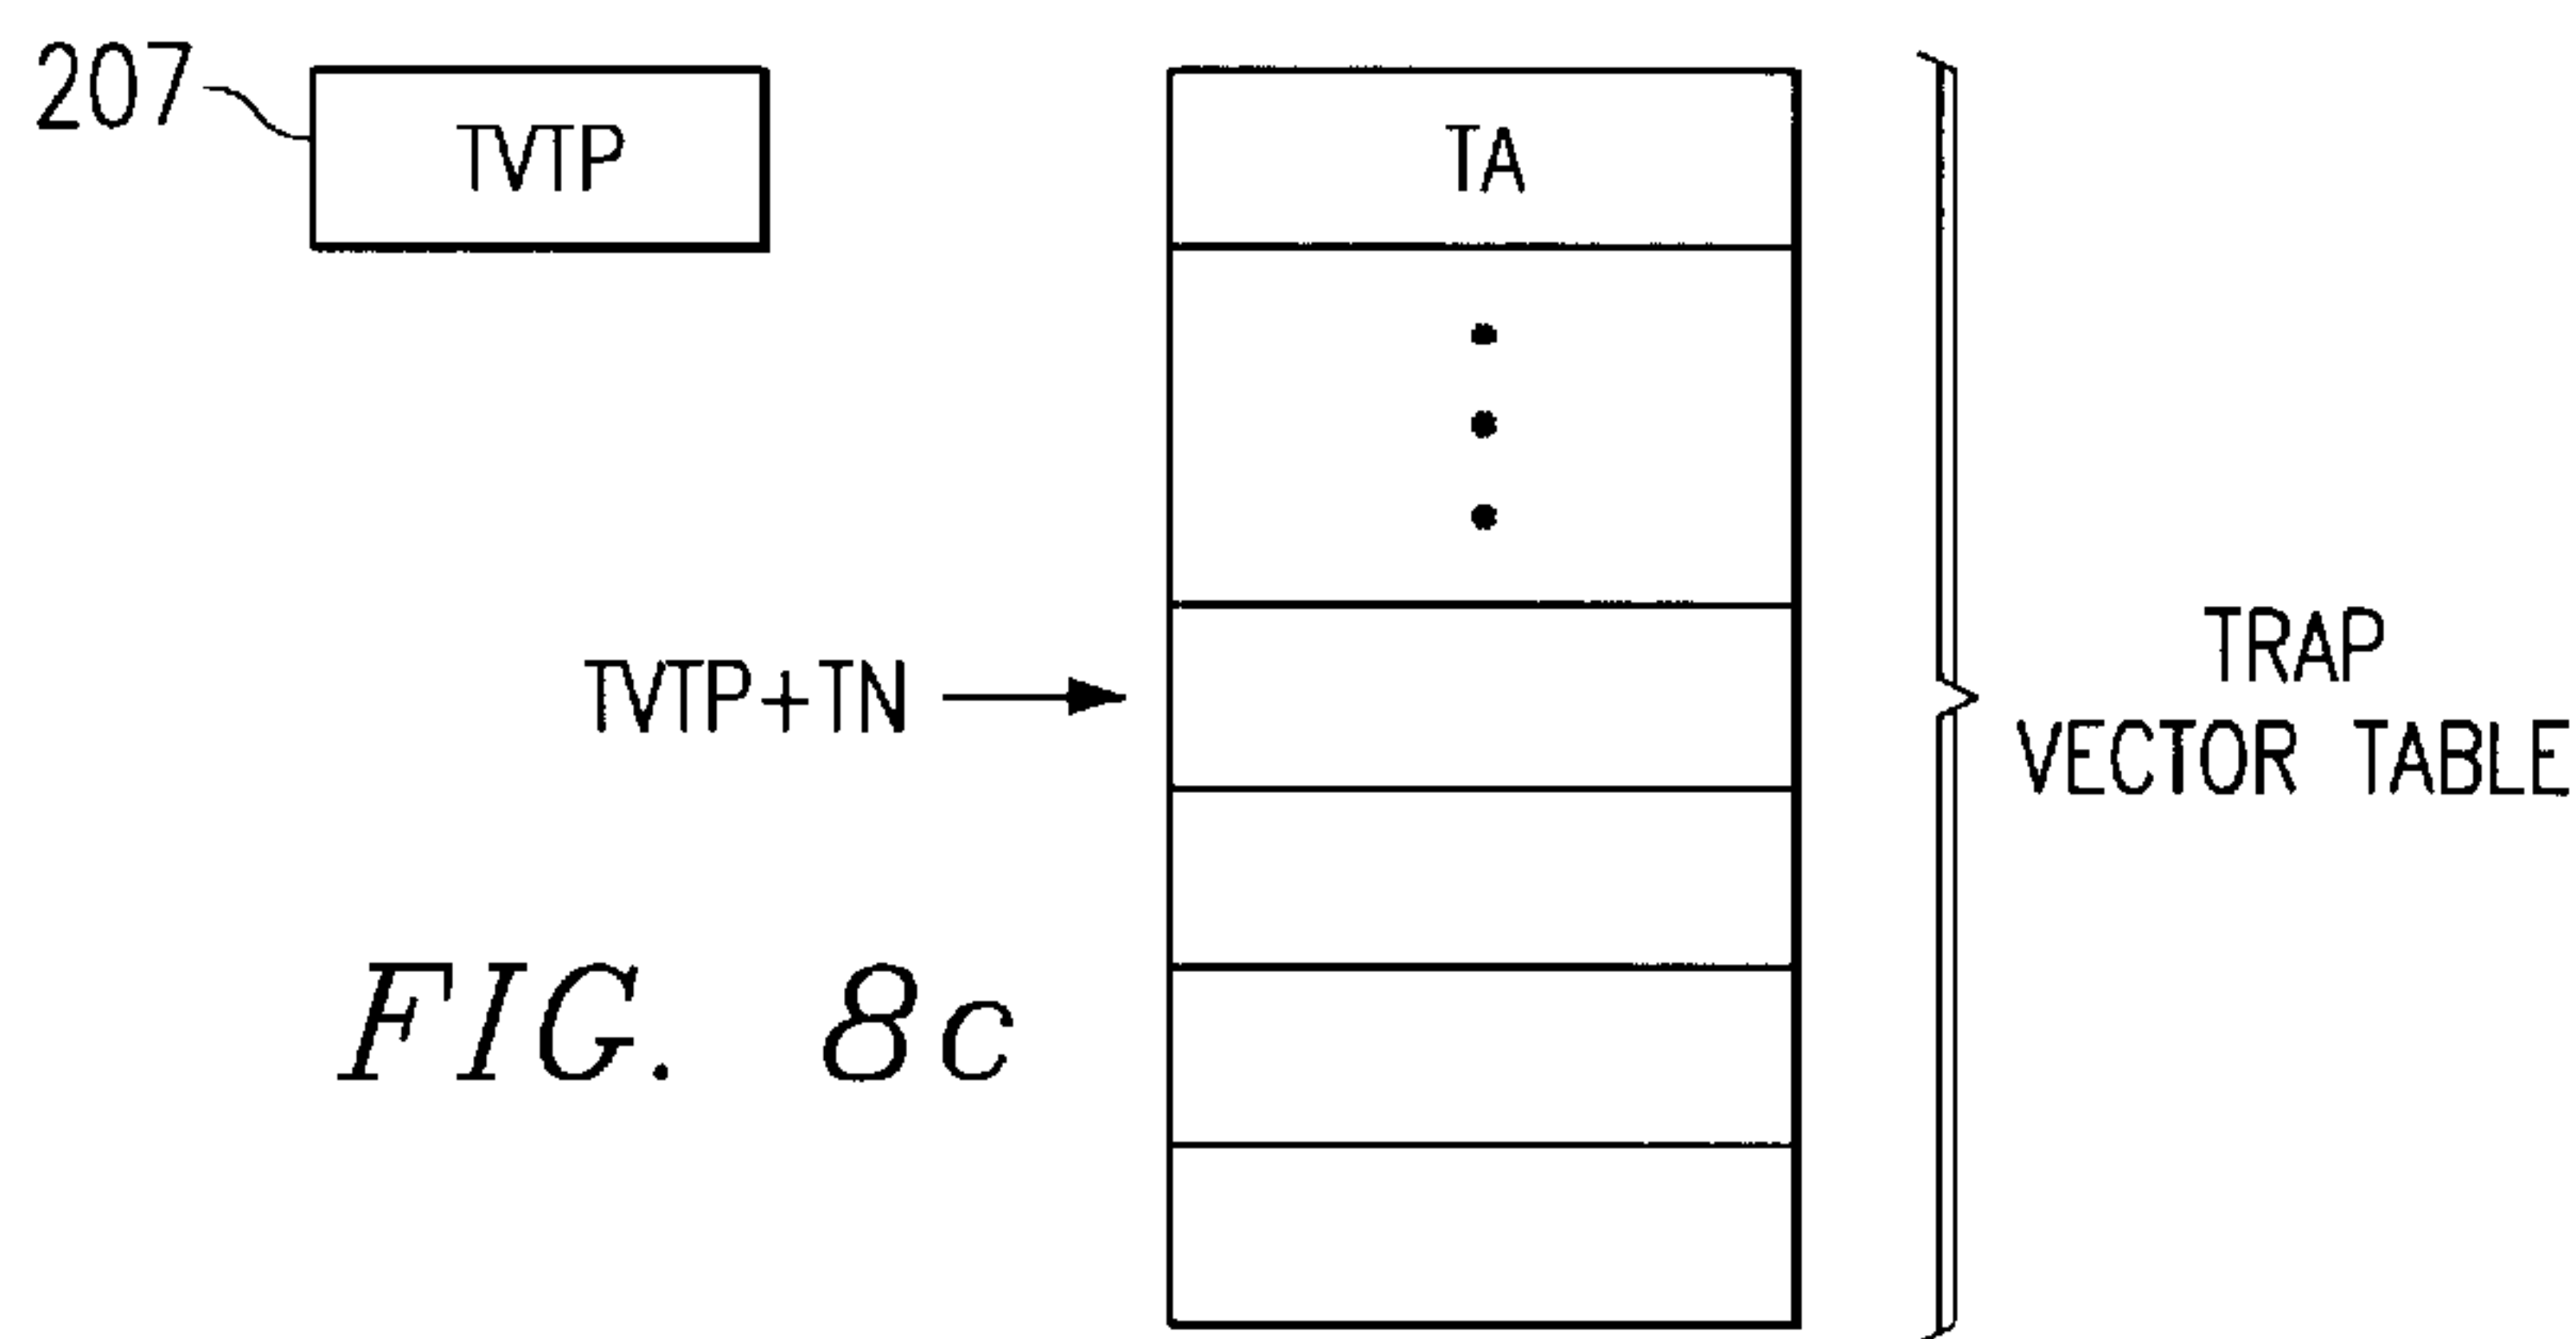 207
TVTP
TA
TVTP+TN
TRAP
VECTOR TABLE
FIG. 8c